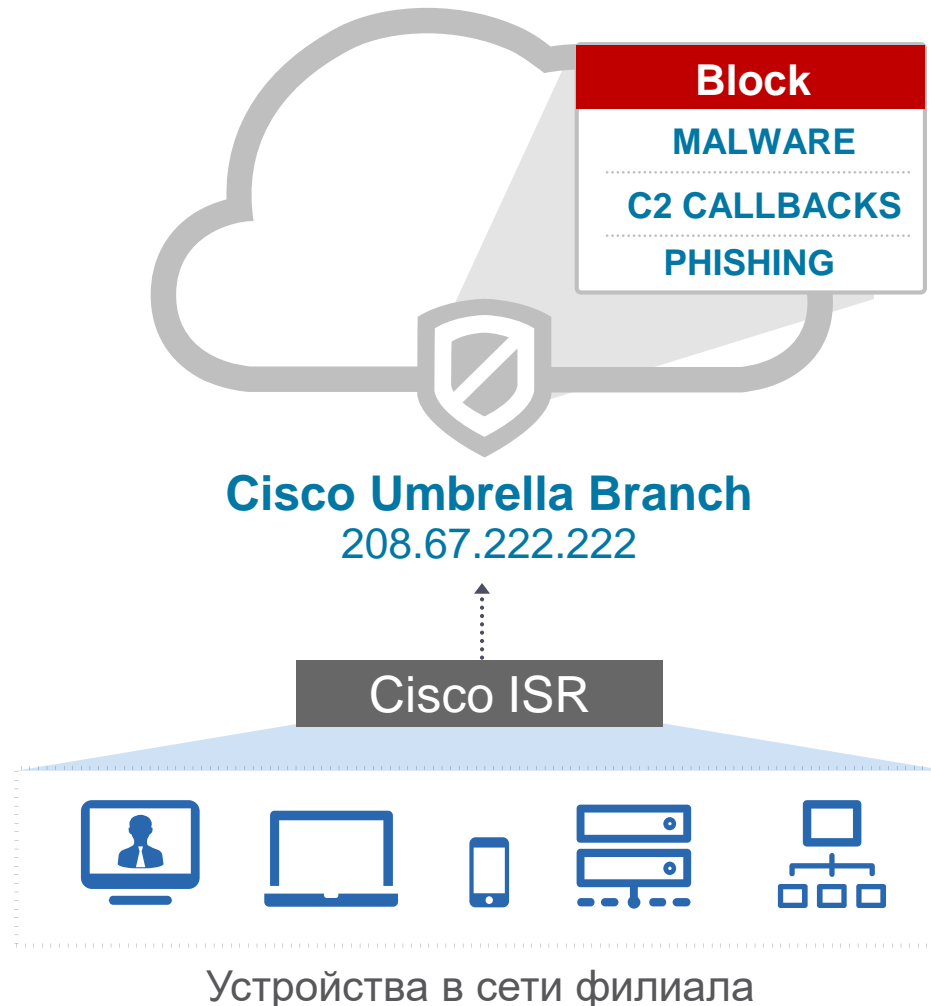 Block
MALWARE
C2 CALLBACKS
PHISHING
Cisco Umbrella Branch
208.67.222.222
Cisco ISR
Устройства в сети филиала